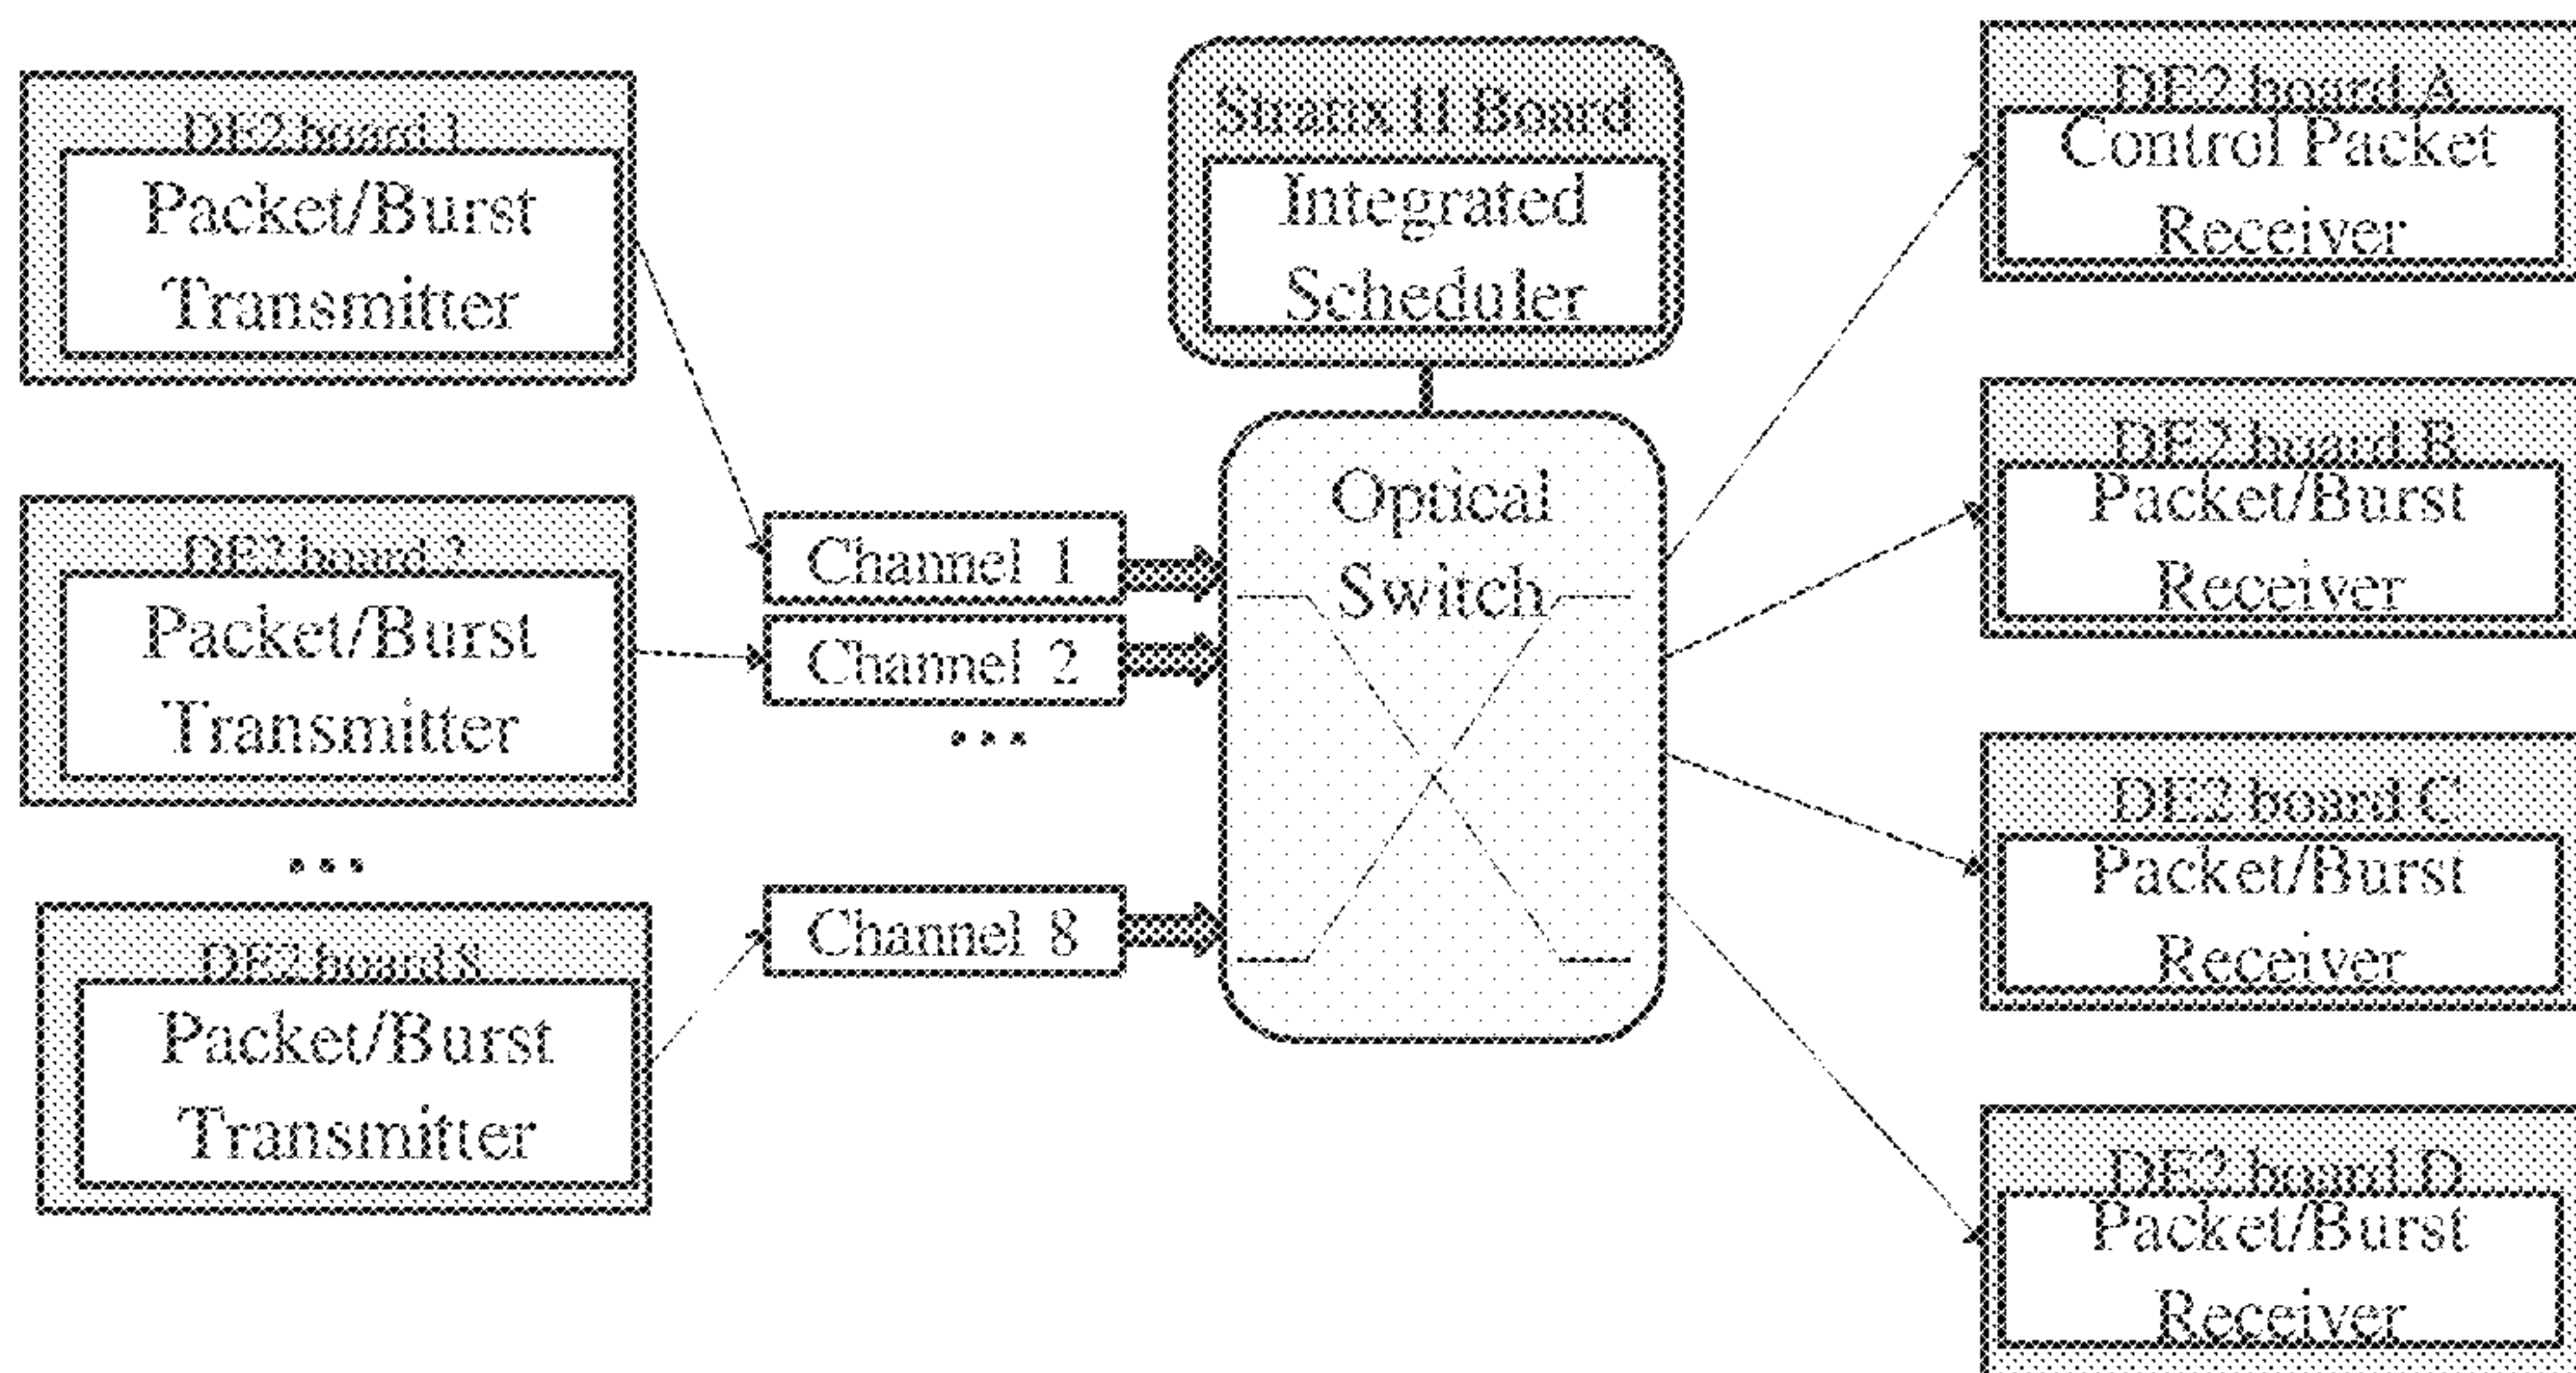 DE2 board 1
Packet/Burst
Transmitter
DE2 board 2
Packet/Burst
Transmitter
...
DE2 board 8
Packet/Burst
Transmitter
Channel 1
Channel 2
...
Channel 8
Stratix II Board
Integrated
Scheduler
Optical
Switch
DE2 board A
Control Packet
Receiver
DE2 board B
Packet/Burst
Receiver
DE2 board C
Packet/Burst
Receiver
DE2 board D
Packet/Burst
Receiver